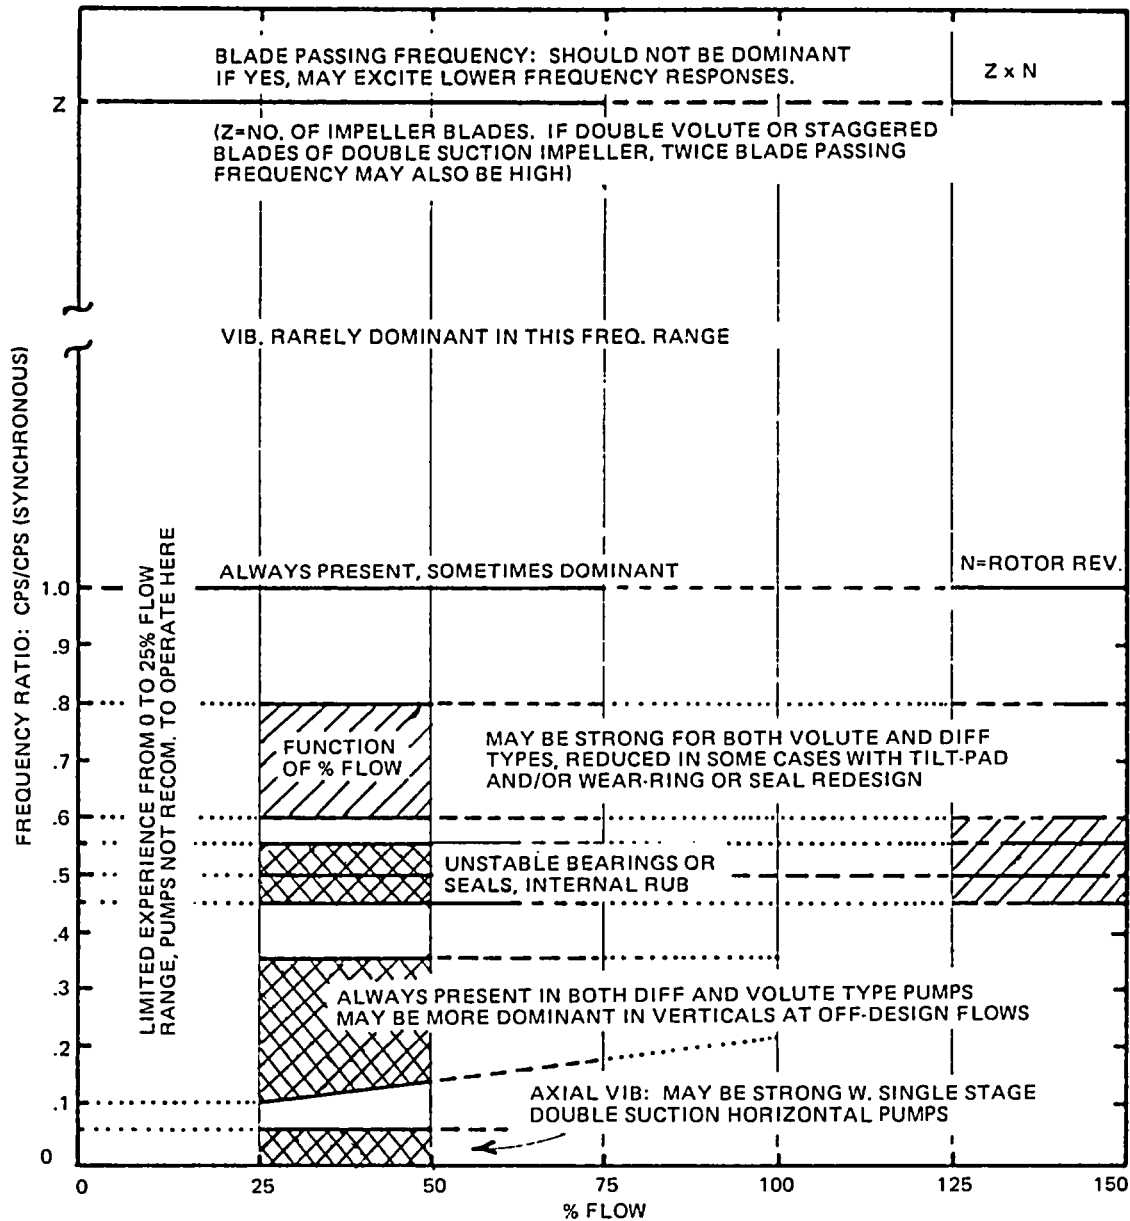 BLADE PASSING FREQUENCY: SHOULD NOT BE DOMINANT
IF YES, MAY EXCITE LOWER FREQUENCY RESPONSES.
Z x N
Z
(Z=NO. OF IMPELLER BLADES. IF DOUBLE VOLUTE OR STAGGERED
BLADES OF DOUBLE SUCTION IMPELLER, TWICE BLADE PASSING
FREQUENCY MAY ALSO BE HIGH)
VIB. RARELY DOMINANT IN THIS FREQ. RANGE
FREQUENCY RATIO: CPS/CPS (SYNCHRONOUS)
LIMITED EXPERIENCE FROM 0 TO 25% FLOW
RANGE, PUMPS NOT RECOM. TO OPERATE HERE
ALWAYS PRESENT, SOMETIMES DOMINANT
N=ROTOR REV.
1.0
.9
.8
FUNCTION
OF % FLOW
MAY BE STRONG FOR BOTH VOLUTE AND DIFF
TYPES, REDUCED IN SOME CASES WITH TILT-PAD
AND/OR WEAR-RING OR SEAL REDESIGN
.7
.6
UNSTABLE BEARINGS OR
SEALS, INTERNAL RUB
.5
.4
.3
ALWAYS PRESENT IN BOTH DIFF AND VOLUTE TYPE PUMPS
MAY BE MORE DOMINANT IN VERTICALS AT OFF-DESIGN FLOWS
.2
.1
AXIAL VIB: MAY BE STRONG W. SINGLE STAGE
DOUBLE SUCTION HORIZONTAL PUMPS
0
0 25 50 75 100 125 150
% FLOW